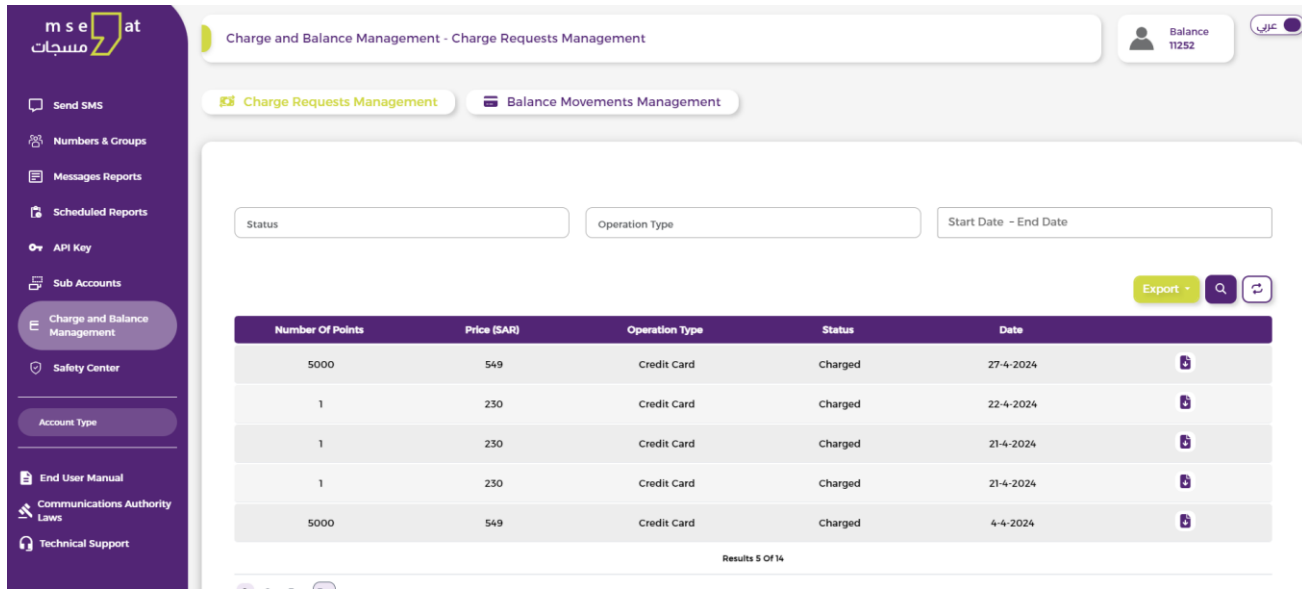 mse at
مسجات
Charge and Balance Management - Charge Requests Management
Balance
11252
عربي
Charge Requests Management
Balance Movements Management
Send SMS
Numbers & Groups
Messages Reports
Scheduled Reports
API Key
Sub Accounts
Charge and Balance
Management
Safety Center
Account Type
End User Manual
Communications Authority
Laws
Technical Support
Status
Operation Type
Start Date - End Date
Export
Number Of Points Price (SAR) Operation Type Status Date
5000 549 Credit Card Charged 27-4-2024
1 230 Credit Card Charged 22-4-2024
1 230 Credit Card Charged 21-4-2024
1 230 Credit Card Charged 21-4-2024
5000 549 Credit Card Charged 4-4-2024
Results 5 Of 14